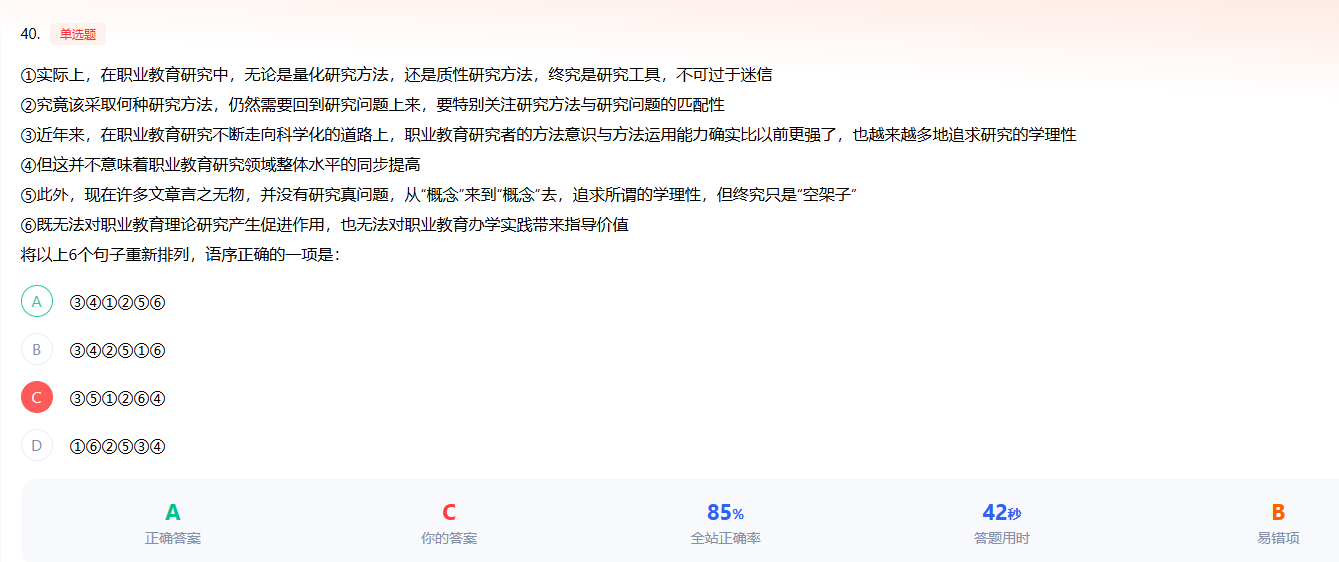 40. 单选题
①实际上，在职业教育研究中，无论是量化研究方法，还是质性研究方法，终究是研究工具，不可过于迷信
②究竟该采取何种研究方法，仍然需要回到研究问题上来，要特别关注研究方法与研究问题的匹配性
③近年来，在职业教育研究不断走向科学化的道路上，职业教育研究者的方法意识与方法运用能力确实比以前更强了，也越来越多地追求研究的学理性
④但这并不意味着职业教育研究领域整体水平的同步提高
⑤此外，现在许多文章言之无物，并没有研究真问题，从“概念”来到“概念”去，追求所谓的学理性，但终究只是“空架子”
⑥既无法对职业教育理论研究产生促进作用，也无法对职业教育办学实践带来指导价值
将以上6个句子重新排列，语序正确的一项是：
A ③④①②⑤⑥
B ③④②⑤①⑥
C ③⑤①②⑥④
D ①⑥②⑤③④
A C 85% 42秒 B
正确答案 你的答案 全站正确率 答题用时 易错项